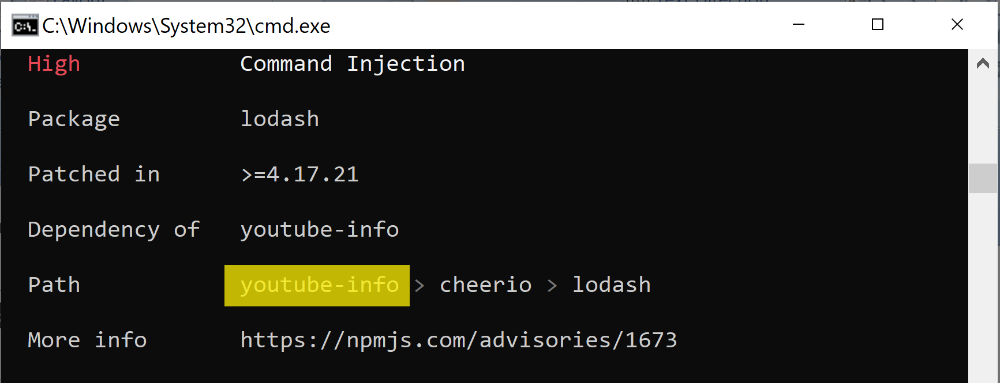 C:\Windows\System32\cmd.exe
High Command Injection
Package lodash
Patched in >=4.17.21
Dependency of youtube-info
Path youtube-info > cheerio > lodash
More info https://npmjs.com/advisories/1673